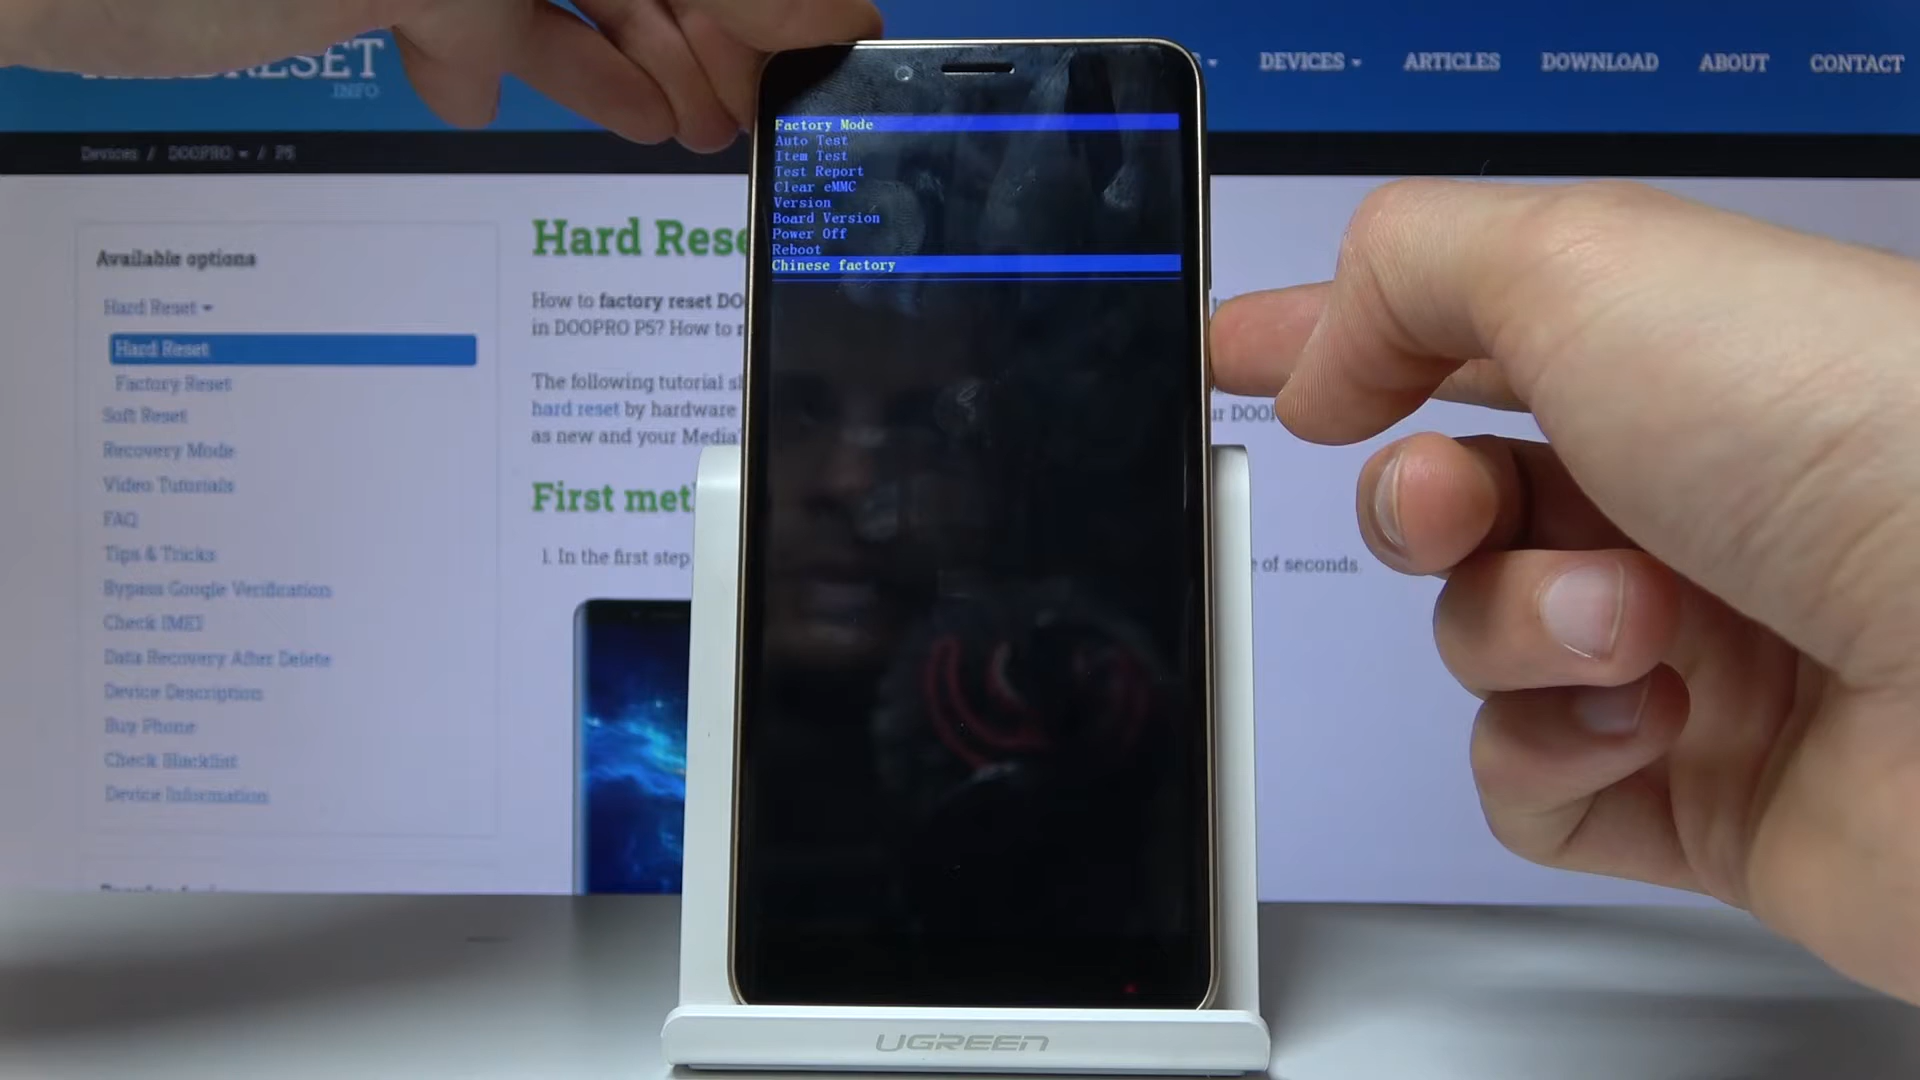 HARDRESET
.INFO
DEVICES
ARTICLES
DOWNLOAD
ABOUT
CONTACT
Devices / DOOPRO / P5
Available options
Hard Reset
Hard Reset
Factory Reset
Soft Reset
Recovery Mode
Video Tutorials
FAQ
Tips & Tricks
Bypass Google Verification
Check IMEI
Data Recovery After Delete
Device Description
Buy Phone
Check Blacklist
Device Information
Hard Rese
How to factory reset DO
in DOOPRO P5? How to r
The following tutorial s
hard reset by hardware
ur DOOP
as new and your Media
First met
1. In the first step
e of seconds.
Factory Mode
Auto Test
Item Test
Test Report
Clear eMMC
Version
Board Version
Power Off
Reboot
Chinese factory
UGREEN